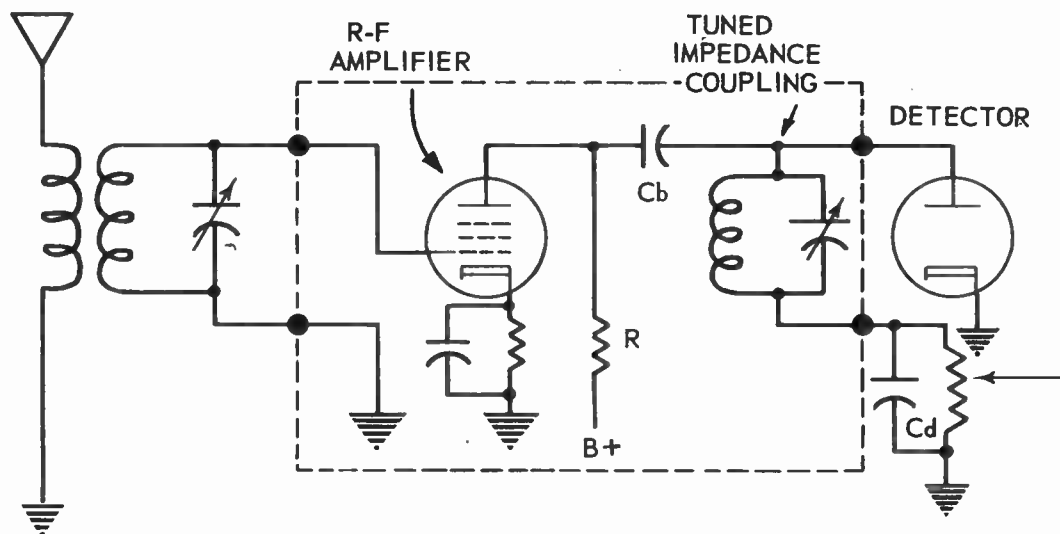 R-F
AMPLIFIER
TUNED
IMPEDANCE
COUPLING
DETECTOR
Cb
R
B+
Cd